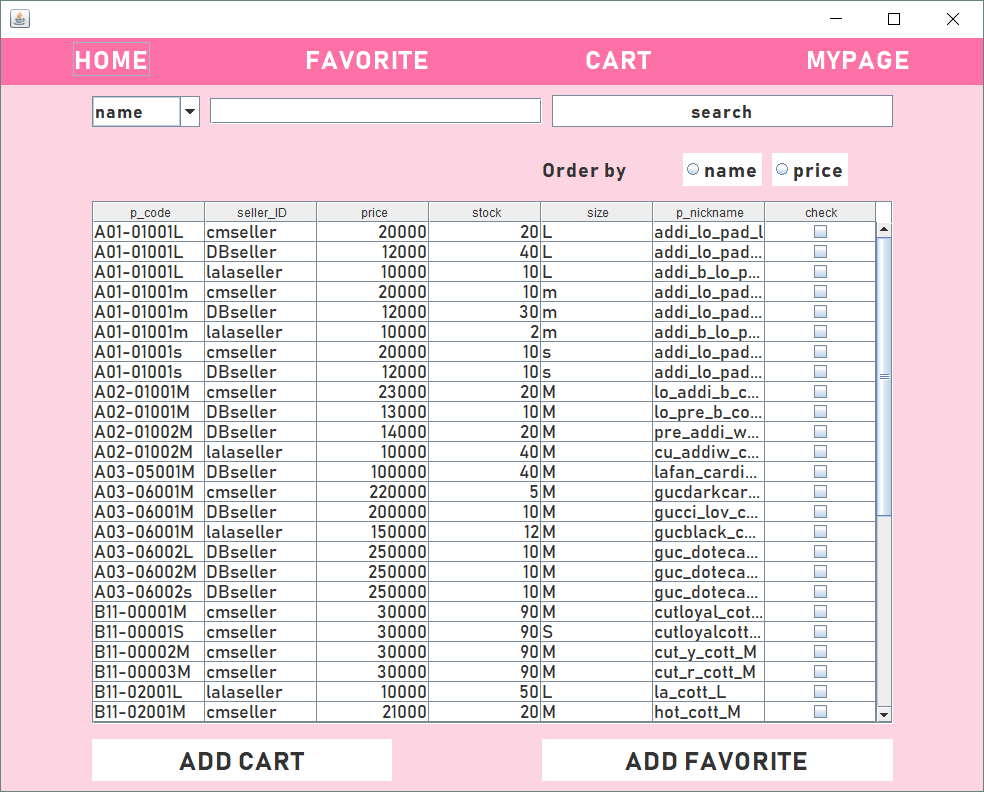 HOME FAVORITE CART MYPAGE
name search
Order by name price
p_code seller_ID price stock size p_nickname check
A01-01001L cmseller 20000 20 L addi_lo_pad_l
A01-01001L DBseller 12000 40 L addi_lo_pad...
A01-01001L lalaseller 10000 10 L addi_b_lo_p...
A01-01001m cmseller 20000 10 m addi_lo_pad...
A01-01001m DBseller 12000 30 m addi_lo_pad...
A01-01001m lalaseller 10000 2 m addi_b_lo_p...
A01-01001s cmseller 20000 10 s addi_lo_pad...
A01-01001s DBseller 12000 10 s addi_lo_pad...
A02-01001M cmseller 23000 20 M lo_addi_b_c...
A02-01001M DBseller 13000 10 M lo_pre_b_co...
A02-01002M DBseller 14000 20 M pre_addi_w...
A02-01002M lalaseller 10000 40 M cu_addiw_c...
A03-05001M DBseller 100000 40 M lafan_cardi...
A03-06001M cmseller 220000 5 M gucdarkcar...
A03-06001M DBseller 200000 10 M gucci_lov_c...
A03-06001M lalaseller 150000 12 M gucblack_c...
A03-06002L DBseller 250000 10 M guc_doteca...
A03-06002M DBseller 250000 10 M guc_doteca...
A03-06002s DBseller 250000 10 M guc_doteca...
B11-00001M cmseller 30000 90 M cutloyal_cot...
B11-00001S cmseller 30000 90 S cutloyalcott...
B11-00002M cmseller 30000 90 M cut_y_cott_M
B11-00003M cmseller 30000 90 M cut_r_cott_M
B11-02001L lalaseller 10000 50 L la_cott_L
B11-02001M cmseller 21000 20 M hot_cott_M
ADD CART ADD FAVORITE